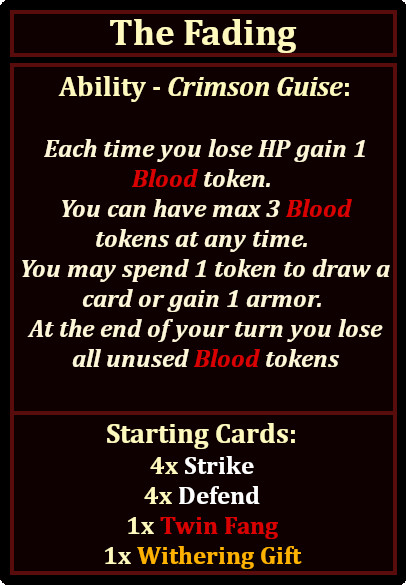 The Fading
Ability - Crimson Guise:
Each time you lose HP gain 1
Blood token.
You can have max 3 Blood
tokens at any time.
You may spend 1 token to draw a
card or gain 1 armor.
At the end of your turn you lose
all unused Blood tokens
Starting Cards:
4x Strike
4x Defend
1x Twin Fang
1x Withering Gift